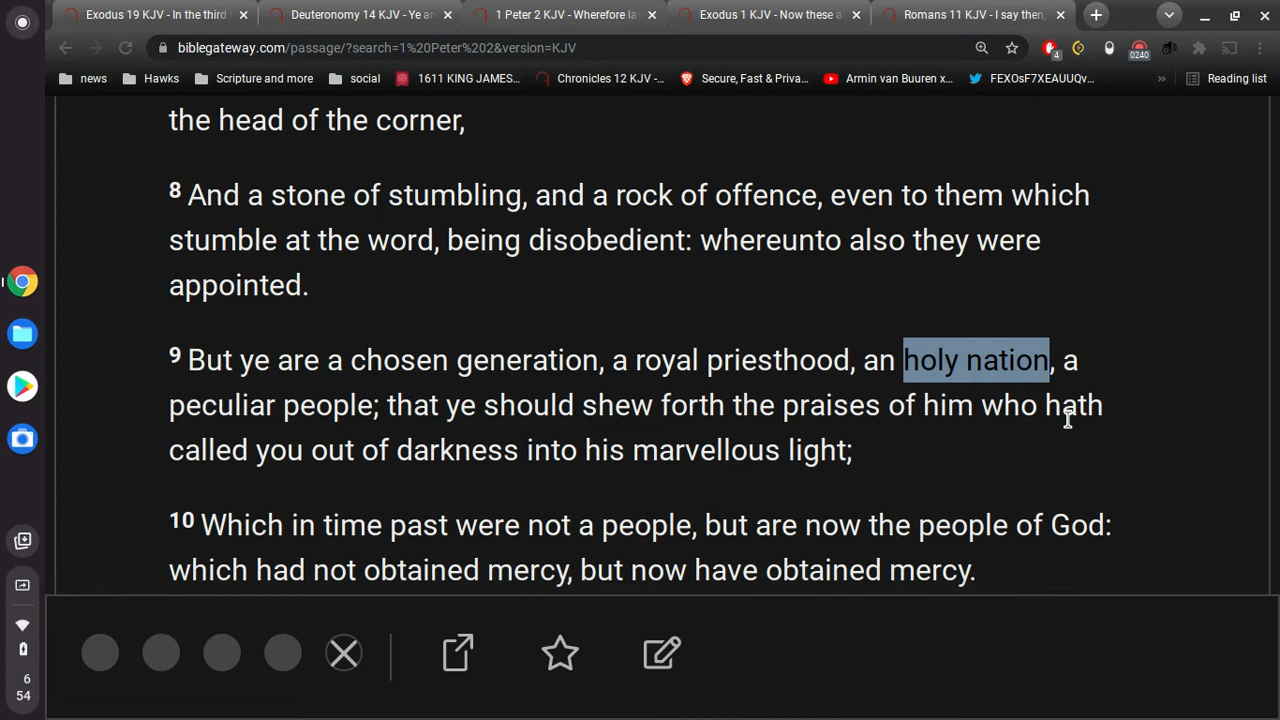 Exodus 19 KJV - In the third
Deuteronomy 14 KJV - Ye ar
1 Peter 2 KJV - Wherefore la
Exodus 1 KJV - Now these a
Romans 11 KJV - I say then,
biblegateway.com/passage/?search=1%20Peter%202&version=KJV
4
0240
news
Hawks
Scripture and more
social
1611 KING JAMES...
Chronicles 12 KJV -...
Secure, Fast & Priva...
Armin van Buuren x...
FEXOsF7XEAUUQv...
»
Reading list
the head of the corner,
8 And a stone of stumbling, and a rock of offence, even to them which
stumble at the word, being disobedient: whereunto also they were
appointed.
9 But ye are a chosen generation, a royal priesthood, an holy nation, a
peculiar people; that ye should shew forth the praises of him who hath
called you out of darkness into his marvellous light;
10 Which in time past were not a people, but are now the people of God:
which had not obtained mercy, but now have obtained mercy.
6
54